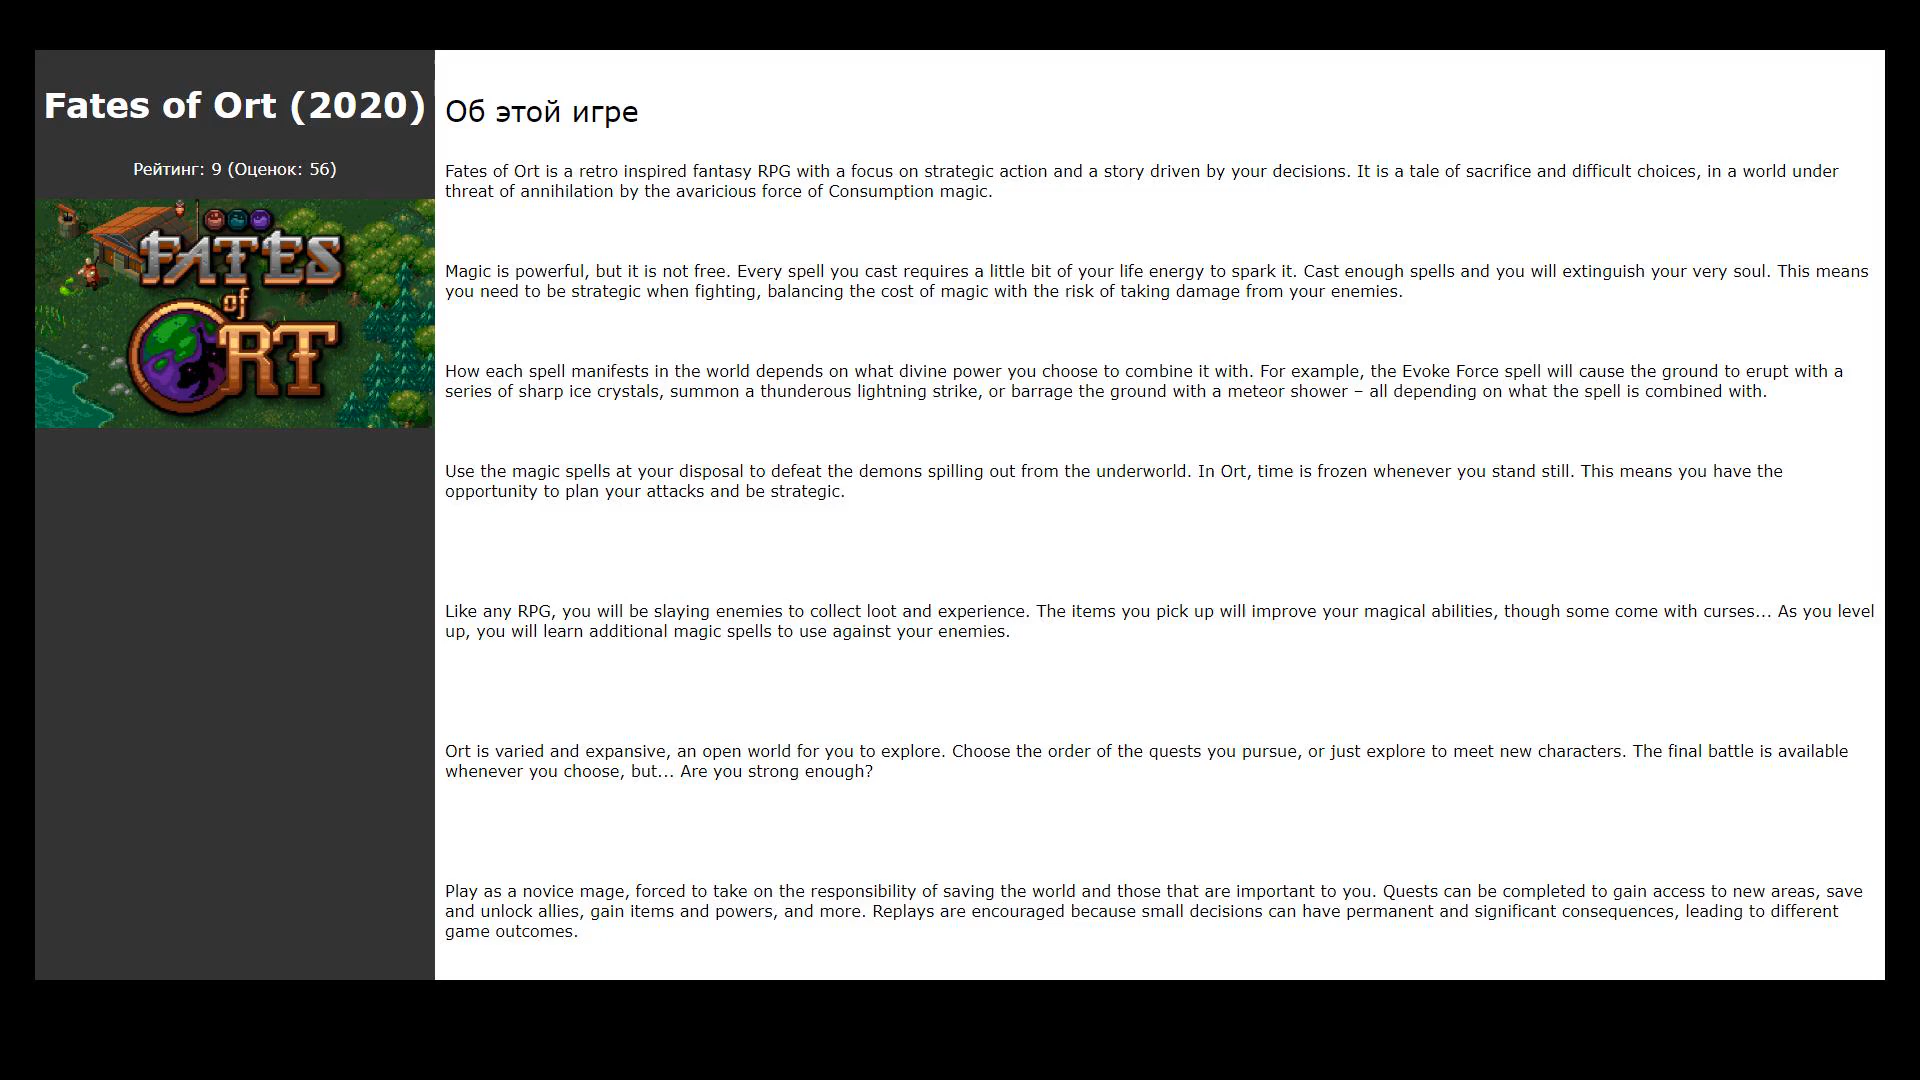 Fates of Ort (2020)
Рейтинг: 9 (Оценок: 56)
FATES
of
ORT
Об этой игре
Fates of Ort is a retro inspired fantasy RPG with a focus on strategic action and a story driven by your decisions. It is a tale of sacrifice and difficult choices, in a world under
threat of annihilation by the avaricious force of Consumption magic.
Magic is powerful, but it is not free. Every spell you cast requires a little bit of your life energy to spark it. Cast enough spells and you will extinguish your very soul. This means
you need to be strategic when fighting, balancing the cost of magic with the risk of taking damage from your enemies.
How each spell manifests in the world depends on what divine power you choose to combine it with. For example, the Evoke Force spell will cause the ground to erupt with a
series of sharp ice crystals, summon a thunderous lightning strike, or barrage the ground with a meteor shower – all depending on what the spell is combined with.
Use the magic spells at your disposal to defeat the demons spilling out from the underworld. In Ort, time is frozen whenever you stand still. This means you have the
opportunity to plan your attacks and be strategic.
Like any RPG, you will be slaying enemies to collect loot and experience. The items you pick up will improve your magical abilities, though some come with curses... As you level
up, you will learn additional magic spells to use against your enemies.
Ort is varied and expansive, an open world for you to explore. Choose the order of the quests you pursue, or just explore to meet new characters. The final battle is available
whenever you choose, but... Are you strong enough?
Play as a novice mage, forced to take on the responsibility of saving the world and those that are important to you. Quests can be completed to gain access to new areas, save
and unlock allies, gain items and powers, and more. Replays are encouraged because small decisions can have permanent and significant consequences, leading to different
game outcomes.